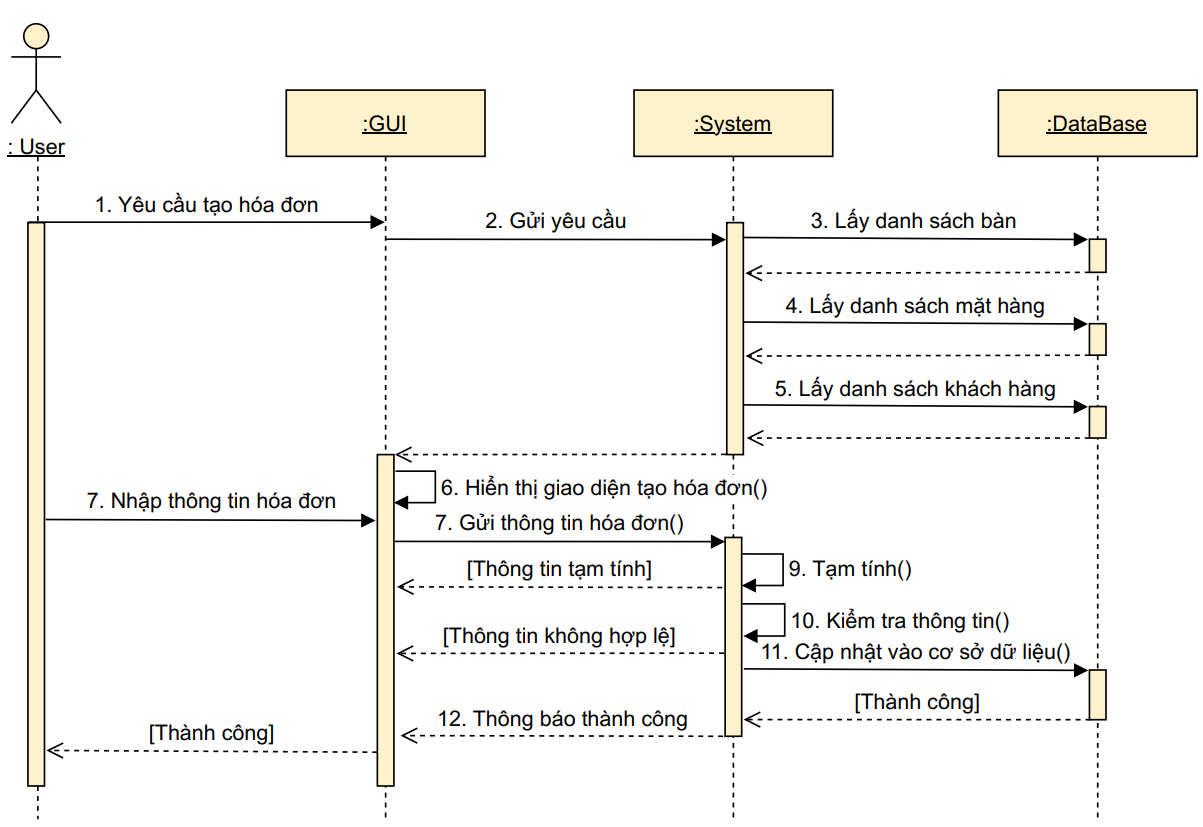 : User
:GUI
:System
:DataBase
1. Yêu cầu tạo hóa đơn
2. Gửi yêu cầu
3. Lấy danh sách bàn
4. Lấy danh sách mặt hàng
5. Lấy danh sách khách hàng
6. Hiển thị giao diện tạo hóa đơn()
7. Nhập thông tin hóa đơn
7. Gửi thông tin hóa đơn()
[Thông tin tạm tính]
9. Tạm tính()
10. Kiểm tra thông tin()
[Thông tin không hợp lệ]
11. Cập nhật vào cơ sở dữ liệu()
[Thành công]
12. Thông báo thành công
[Thành công]